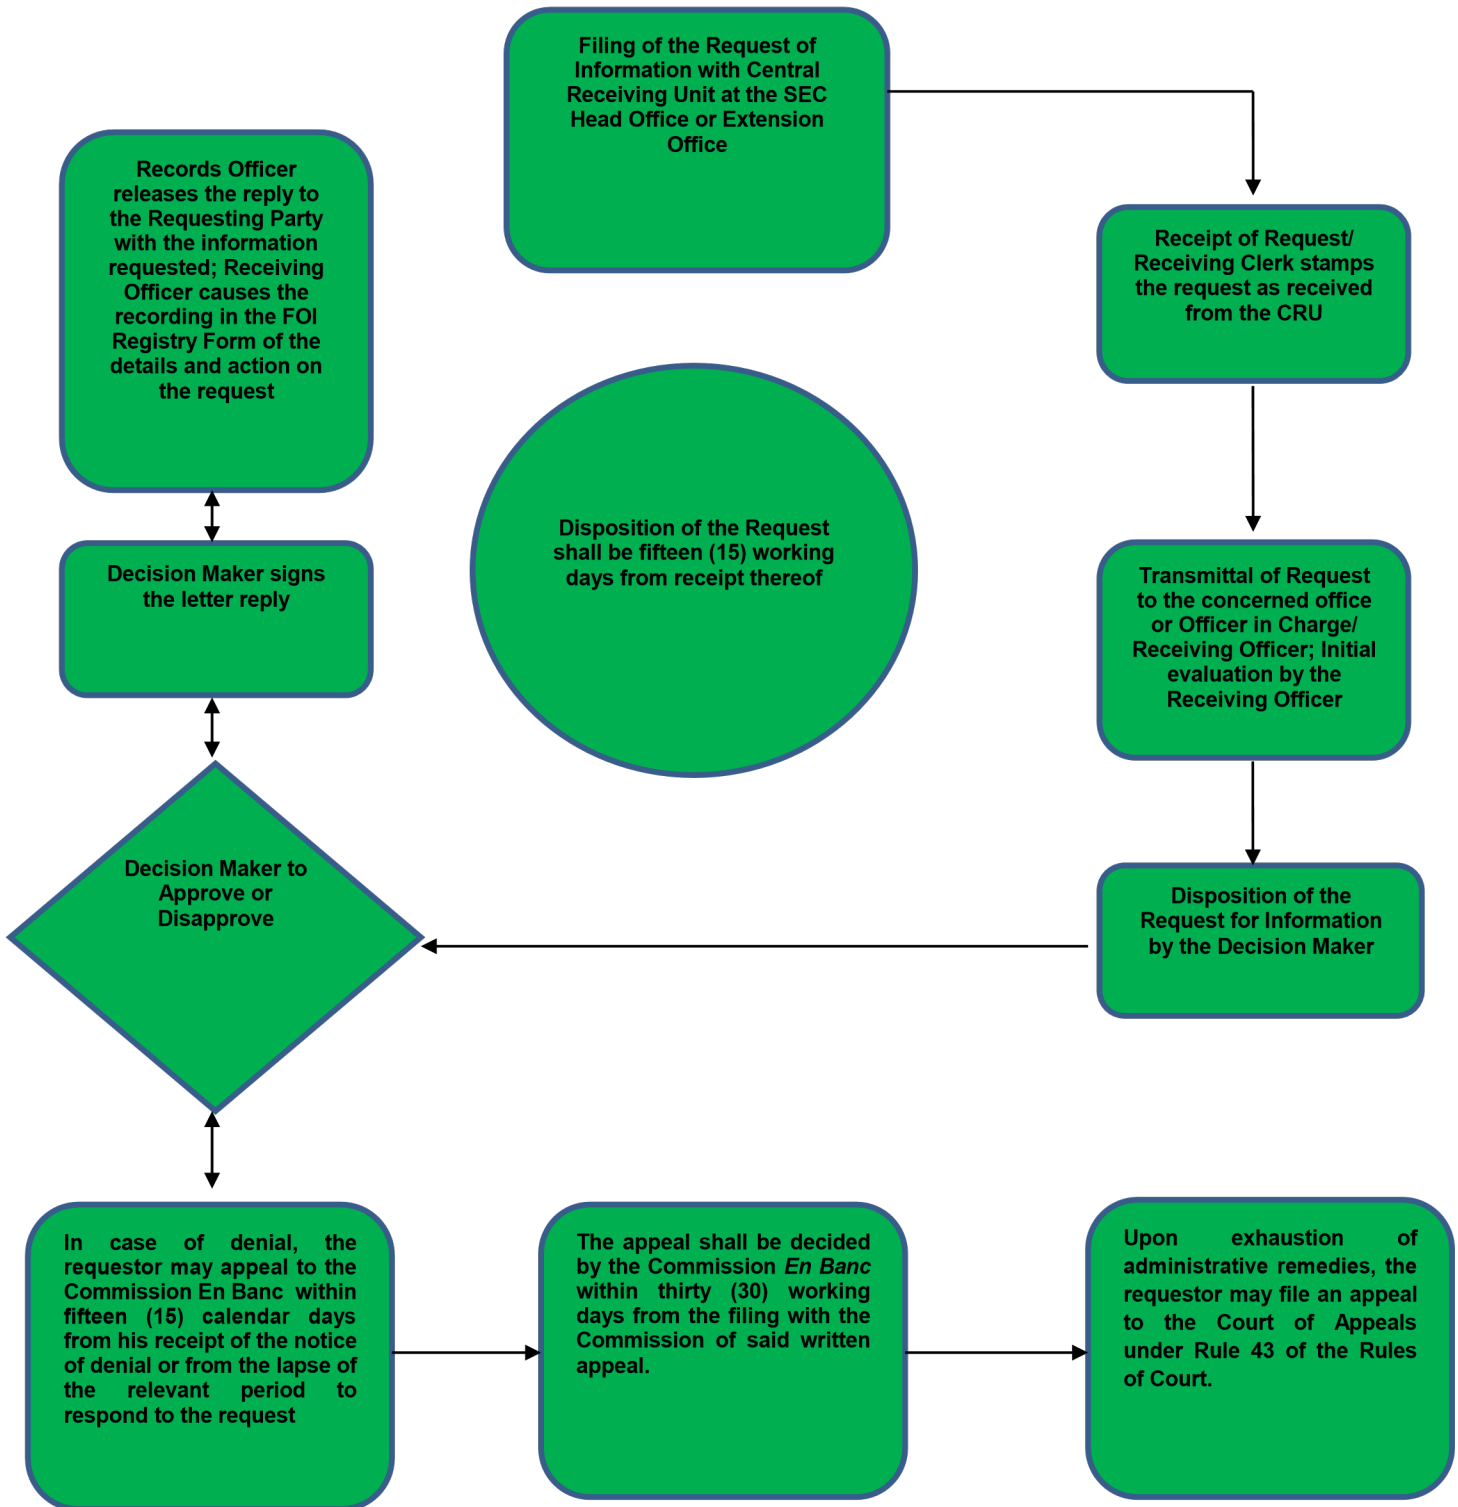 Filing of the Request of
Information with Central
Receiving Unit at the SEC
Head Office or Extension
Office
Records Officer
releases the reply to
the Requesting Party
with the information
requested; Receiving
Officer causes the
recording in the FOI
Registry Form of the
details and action on
the request
Receipt of Request/
Receiving Clerk stamps
the request as received
from the CRU
Disposition of the Request
shall be fifteen (15) working
days from receipt thereof
Decision Maker signs
the letter reply
Transmittal of Request
to the concerned office
or Officer in Charge/
Receiving Officer; Initial
evaluation by the
Receiving Officer
Decision Maker to
Approve or
Disapprove
Disposition of the
Request for Information
by the Decision Maker
In case of denial, the
requestor may appeal to the
Commission En Banc within
fifteen (15) calendar days
from his receipt of the notice
of denial or from the lapse of
the relevant period to
respond to the request
The appeal shall be decided
by the Commission En Banc
within thirty (30) working
days from the filing with the
Commission of said written
appeal.
Upon exhaustion of
administrative remedies, the
requestor may file an appeal
to the Court of Appeals
under Rule 43 of the Rules
of Court.